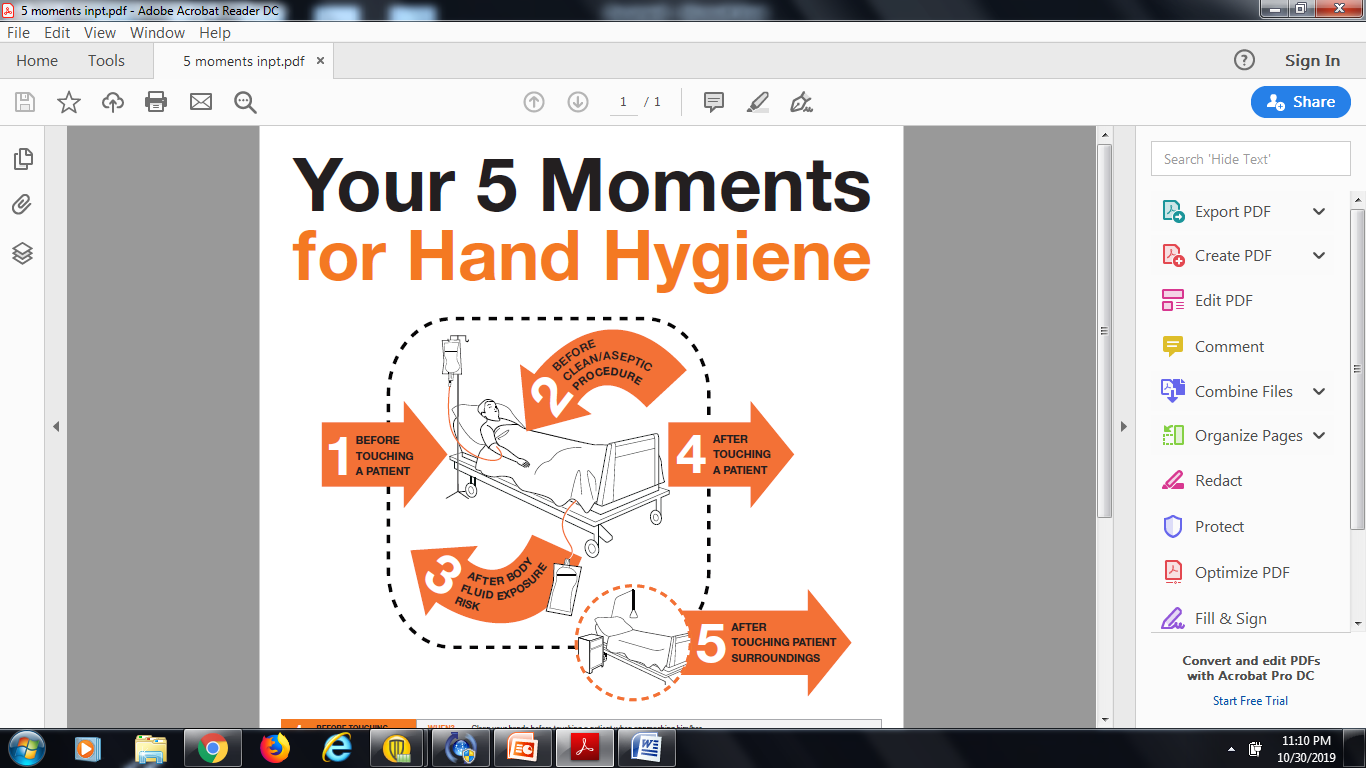 5 moments inpt.pdf - Adobe Acrobat Reader DC
File Edit View Window Help
Home Tools 5 moments inpt.pdf × ? Sign In
1 / 1 Share
Your 5 Moments
for Hand Hygiene
1 BEFORE
TOUCHING
A PATIENT
2 BEFORE
CLEAN/ASEPTIC
PROCEDURE
3 AFTER BODY
FLUID EXPOSURE
RISK
4 AFTER
TOUCHING
A PATIENT
5 AFTER
TOUCHING PATIENT
SURROUNDINGS
Search 'Hide Text'
Export PDF
Create PDF
Edit PDF
Comment
Combine Files
Organize Pages
Redact
Protect
Optimize PDF
Fill & Sign
Convert and edit PDFs
with Acrobat Pro DC
Start Free Trial
11:10 PM
10/30/2019